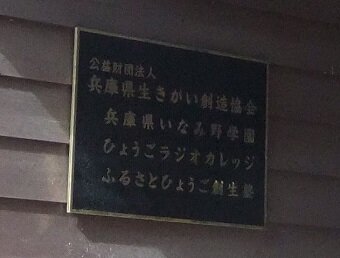 公益財団法人
兵庫県生きがい創造協会
兵庫県いなみ野学園
ひょうごラジオカレッジ
ふるさとひょうご創生塾